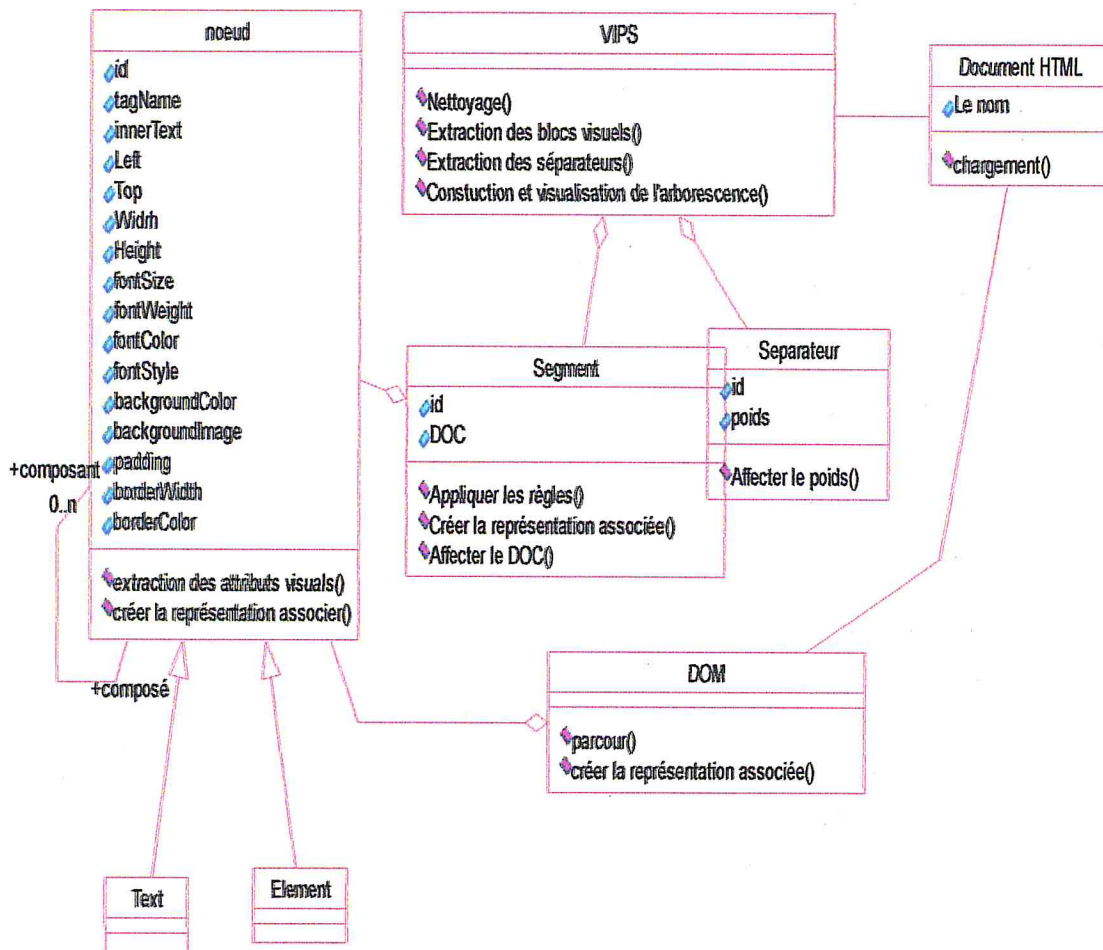 noeud
id
tagName
innerText
Left
Top
Widrh
Height
fontSize
fontWeight
fontColor
fontStyle
backgroundColor
backgroundImage
padding
borderWidth
borderColor
extraction des attributs visuals()
créer la représentation associer()
+composant
0..n
+composé
Text
Element
VIPS
Nettoyage()
Extraction des blocs visuels()
Extraction des séparateurs()
Constuction et visualisation de l'arborescence()
Document HTML
Le nom
chargement()
Segment
id
DOC
Appliquer les règles()
Créer la représentation associée()
Affecter le DOC()
Separateur
id
poids
Affecter le poids()
DOM
parcour()
créer la représentation associée()